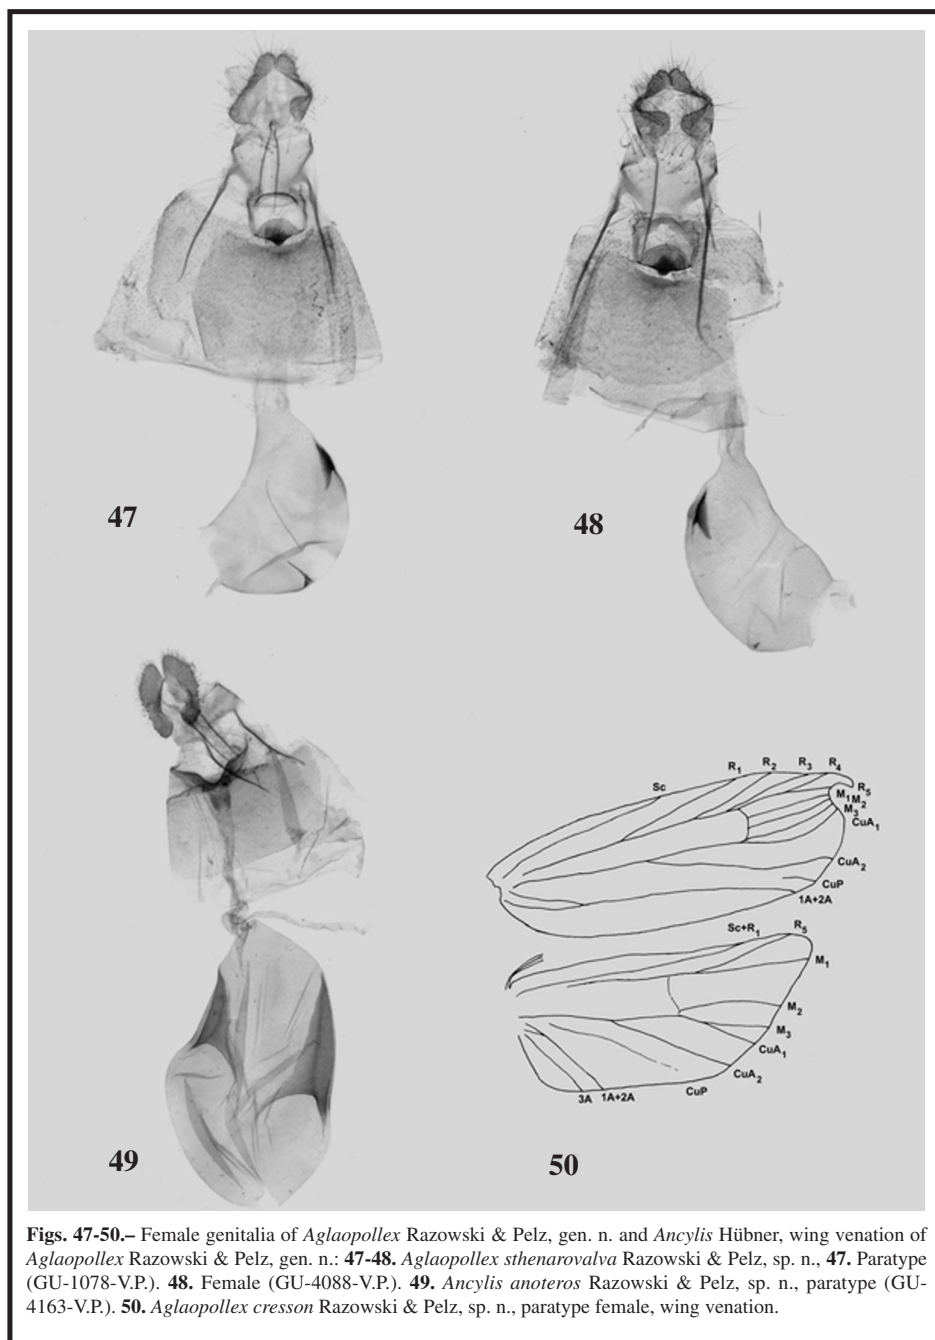 47
48
Sc
R1
R2
R3
R4
R5
M1
M2
M3
CuA1
CuA2
CuP
1A+2A
Sc+R1
R5
M1
M2
M3
CuA1
CuA2
CuP
1A+2A
3A
49
50
Figs. 47-50.– Female genitalia of Aglaopollex Razowski & Pelz, gen. n. and Ancylis Hübner, wing venation of
Aglaopollex Razowski & Pelz, gen. n.: 47-48. Aglaopollex sthenarovalva Razowski & Pelz, sp. n., 47. Paratype
(GU-1078-V.P.). 48. Female (GU-4088-V.P.). 49. Ancylis anoteros Razowski & Pelz, sp. n., paratype (GU-
4163-V.P.). 50. Aglaopollex cresson Razowski & Pelz, sp. n., paratype female, wing venation.